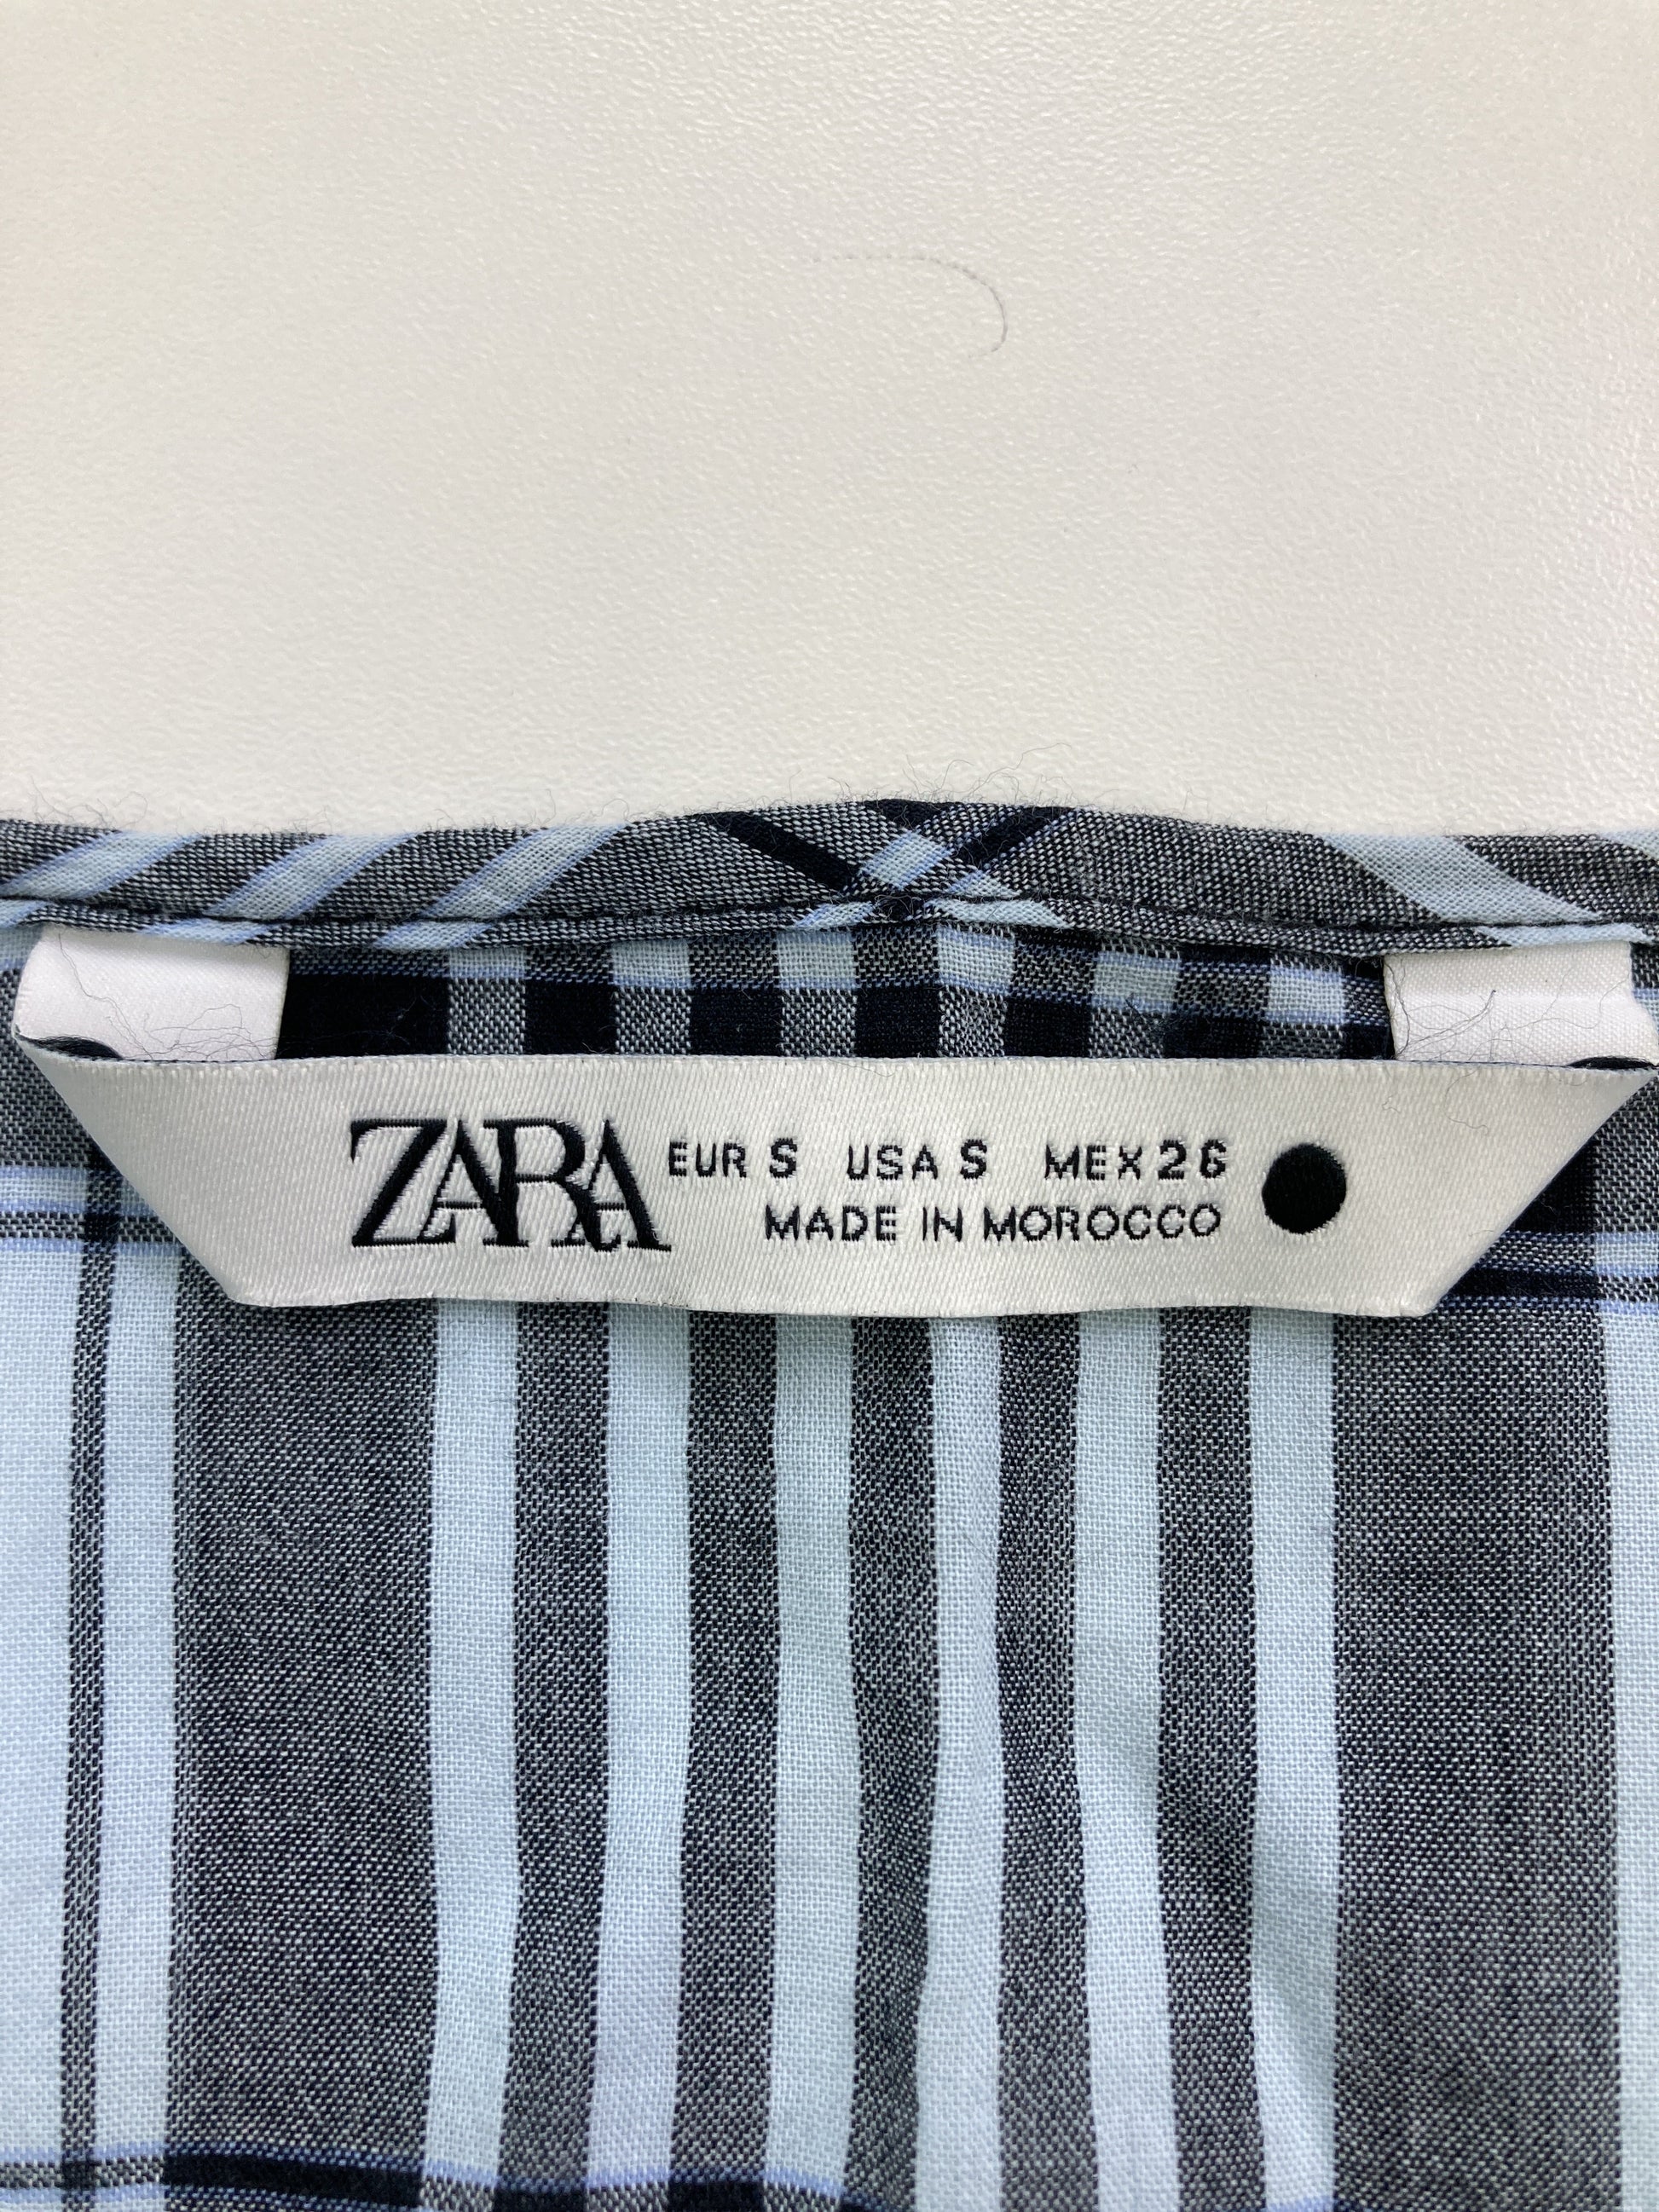 ZARA
EUR S USA S MEX 26
MADE IN MOROCCO